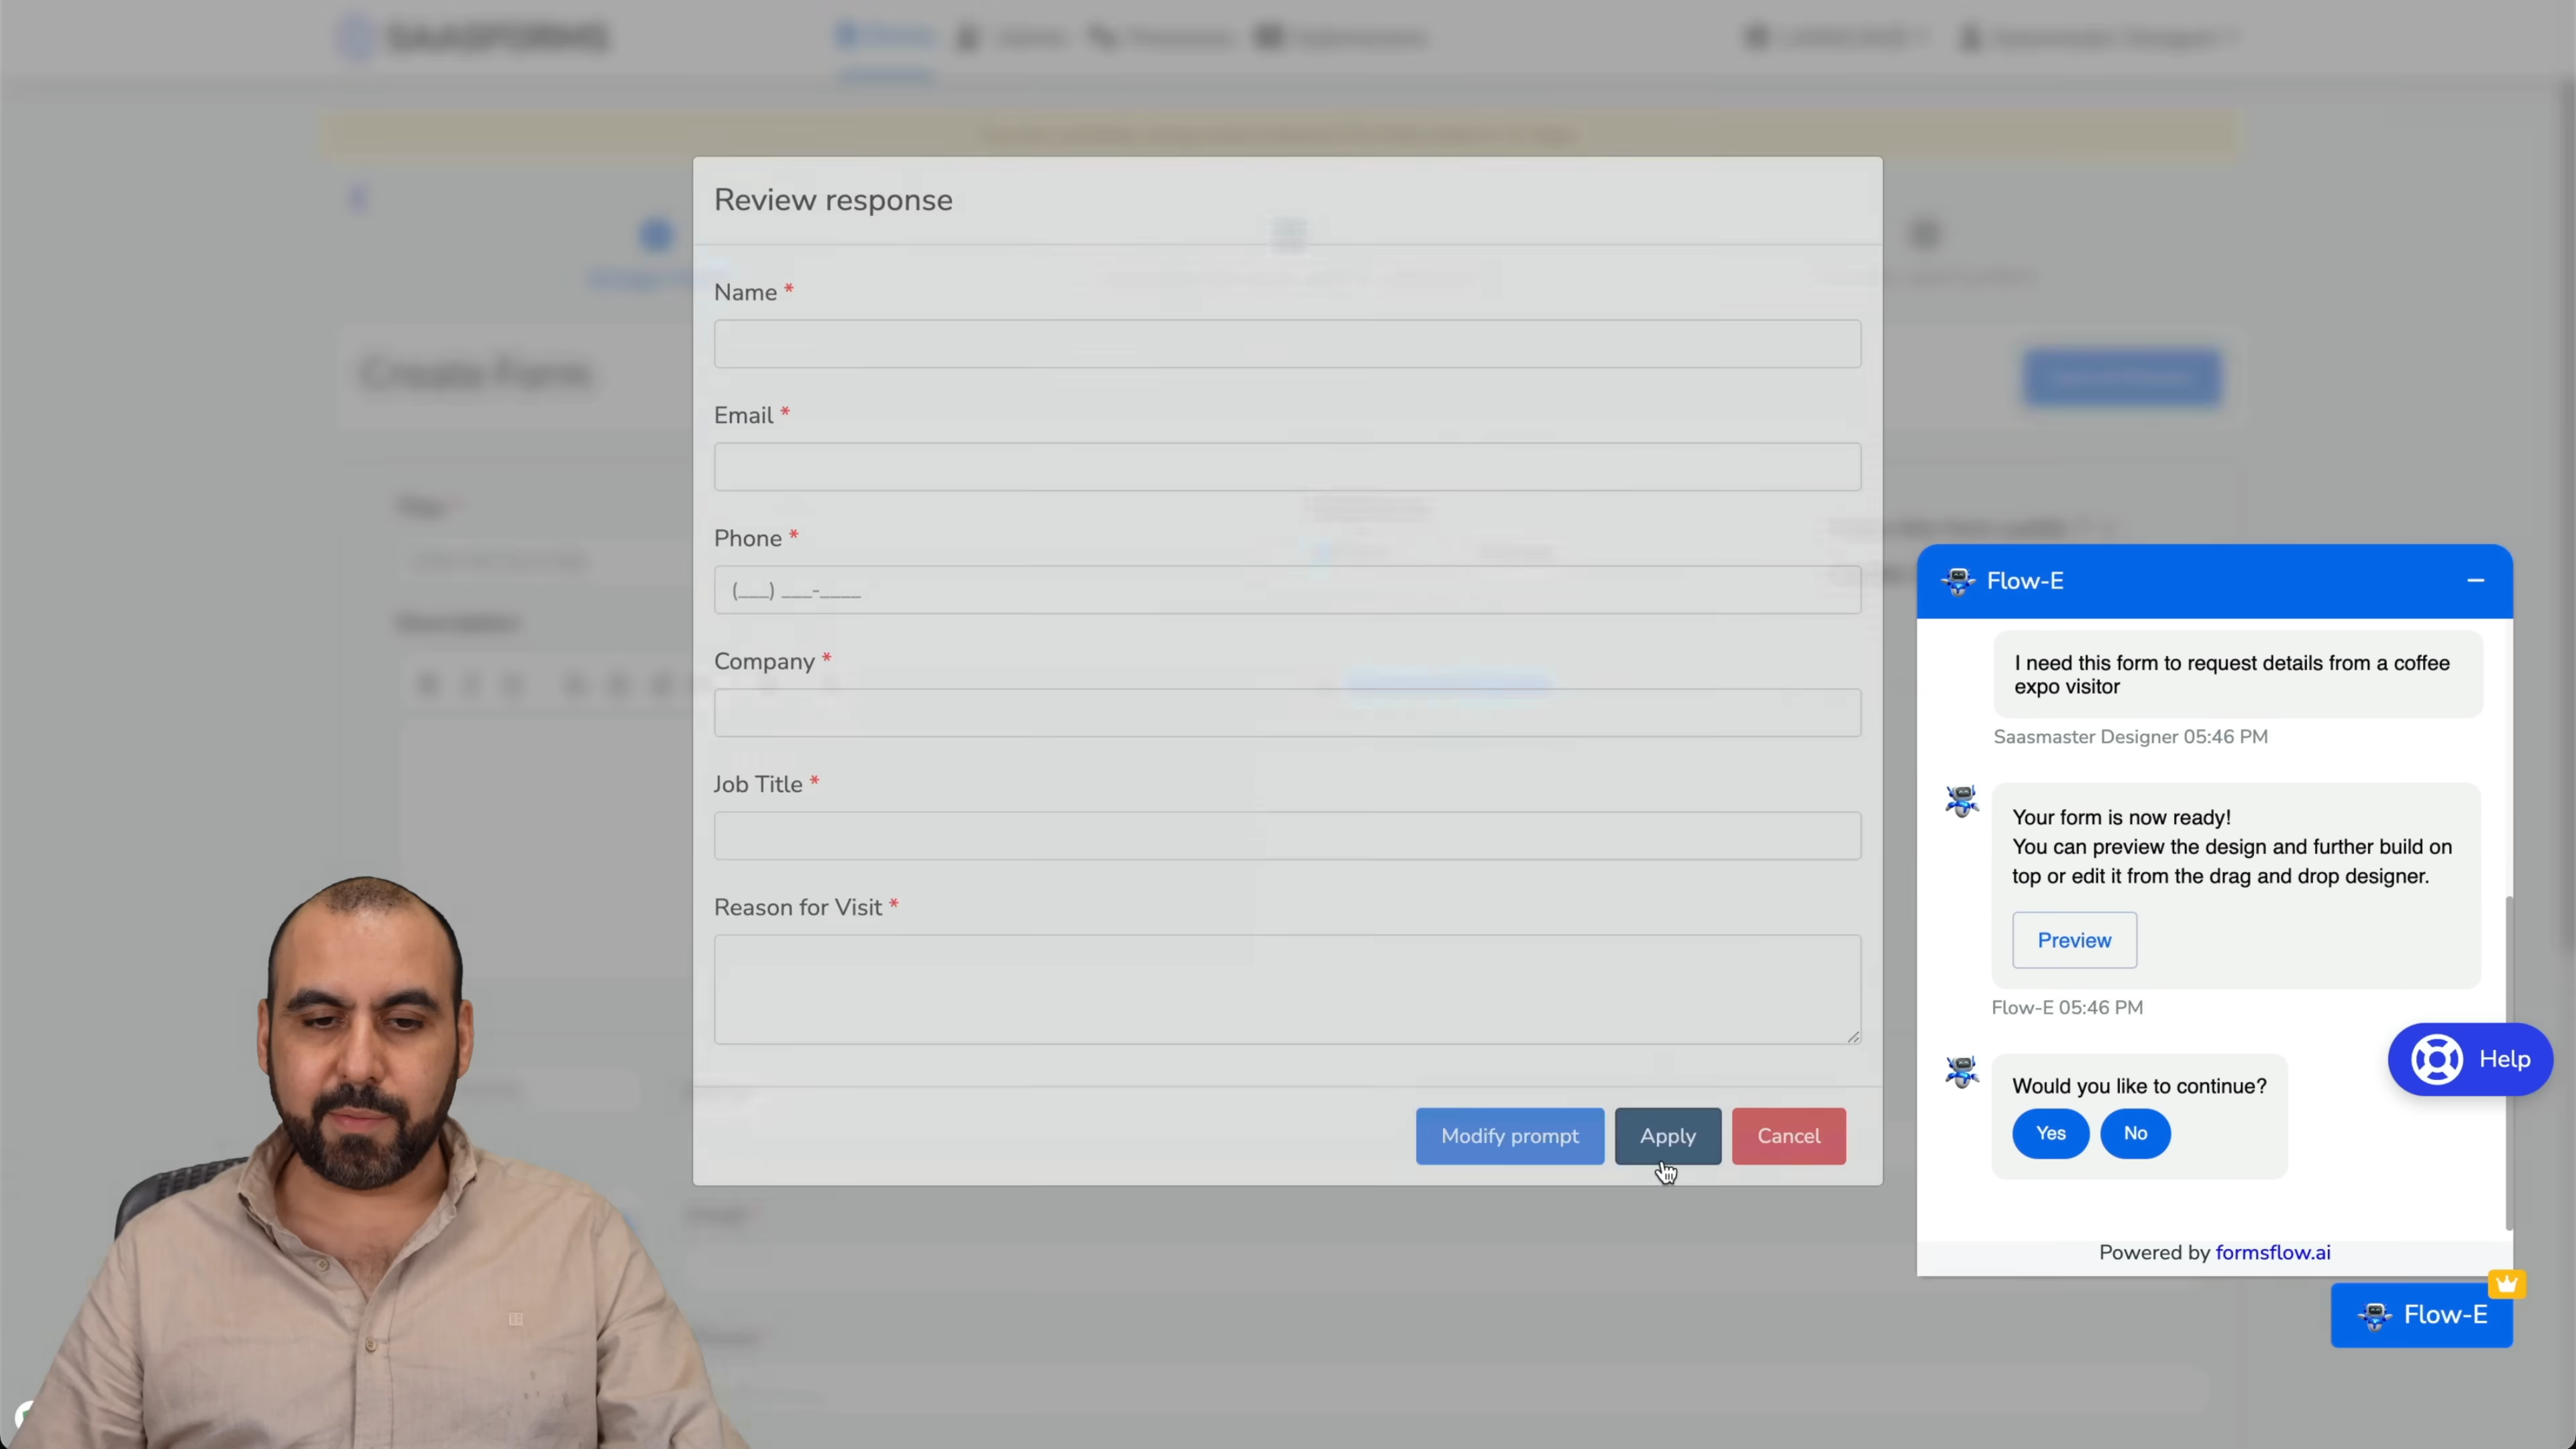 SAASFORMS
Create Form
Review response
Name *
Email *
Phone *
(___) ___-____
Company *
Job Title *
Reason for Visit *
Modify prompt
Apply
Cancel
Flow-E
I need this form to request details from a coffee
expo visitor
Saasmaster Designer 05:46 PM
Your form is now ready!
You can preview the design and further build on
top or edit it from the drag and drop designer.
Preview
Flow-E 05:46 PM
Would you like to continue?
Yes
No
Help
Powered by formsflow.ai
Flow-E